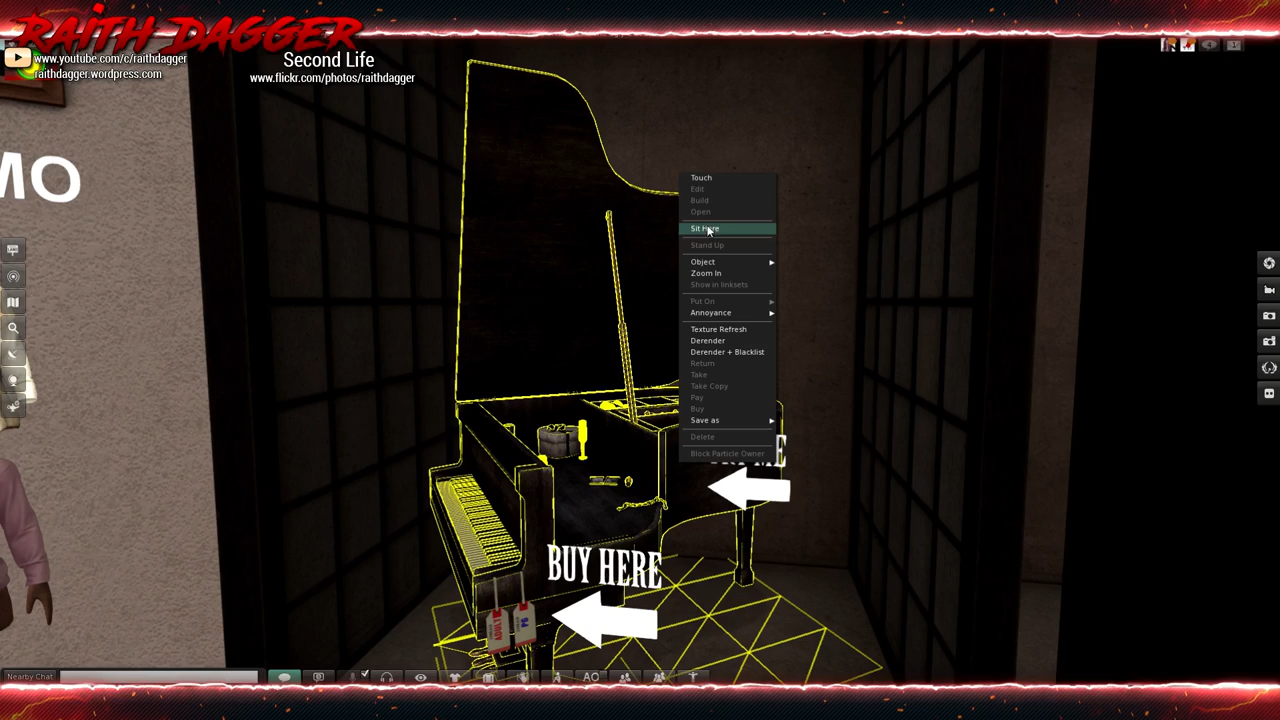 RAITH DAGGER
www.youtube.com/c/raithdagger
raithdagger.wordpress.com
Second Life
www.flickr.com/photos/raithdagger
MO
Touch
Edit
Build
Open
Sit Here
Stand Up
Object
Zoom In
Show in linksets
Put On
Annoyance
Texture Refresh
Derender
Derender + Blacklist
Return
Take
Take Copy
Pay
Buy
Save as
Delete
Block Particle Owner
BUY HERE
ADULT
PG
Nearby Chat
AO